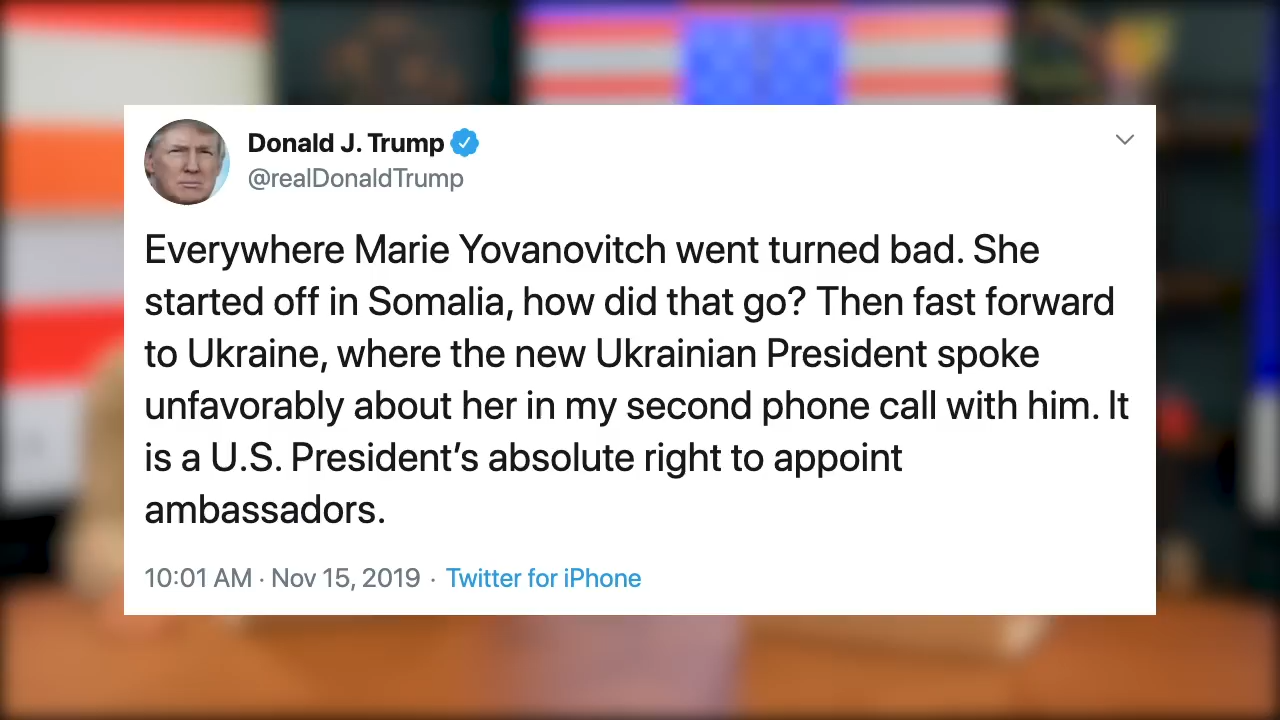 Donald J. Trump
@realDonaldTrump
Everywhere Marie Yovanovitch went turned bad. She
started off in Somalia, how did that go? Then fast forward
to Ukraine, where the new Ukrainian President spoke
unfavorably about her in my second phone call with him. It
is a U.S. President’s absolute right to appoint
ambassadors.
10:01 AM · Nov 15, 2019 · Twitter for iPhone